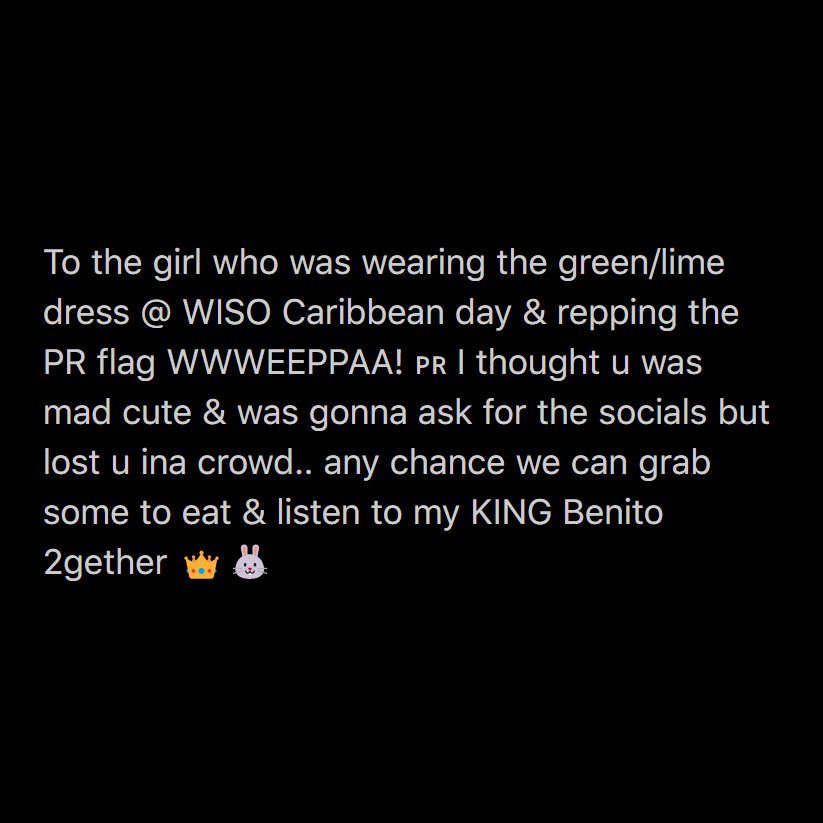 To the girl who was wearing the green/lime
dress @ WISO Caribbean day & repping the
PR flag WWWEEPPAA! PR I thought u was
mad cute & was gonna ask for the socials but
lost u ina crowd.. any chance we can grab
some to eat & listen to my KING Benito
2gether 👑 🐰